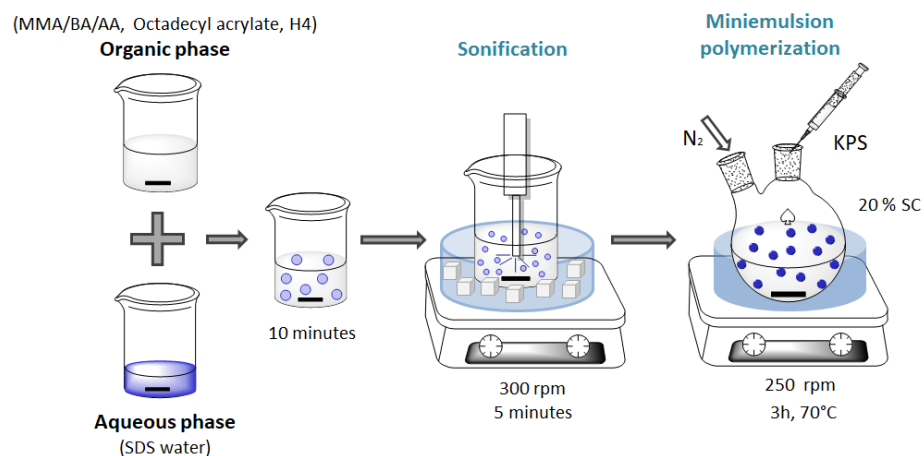 (MMA/BA/AA, Octadecyl acrylate, H4)
Organic phase
Aqueous phase
(SDS water)
10 minutes
Sonification
300 rpm
5 minutes
Miniemulsion
polymerization
N₂
KPS
20 % SC
250 rpm
3h, 70°C